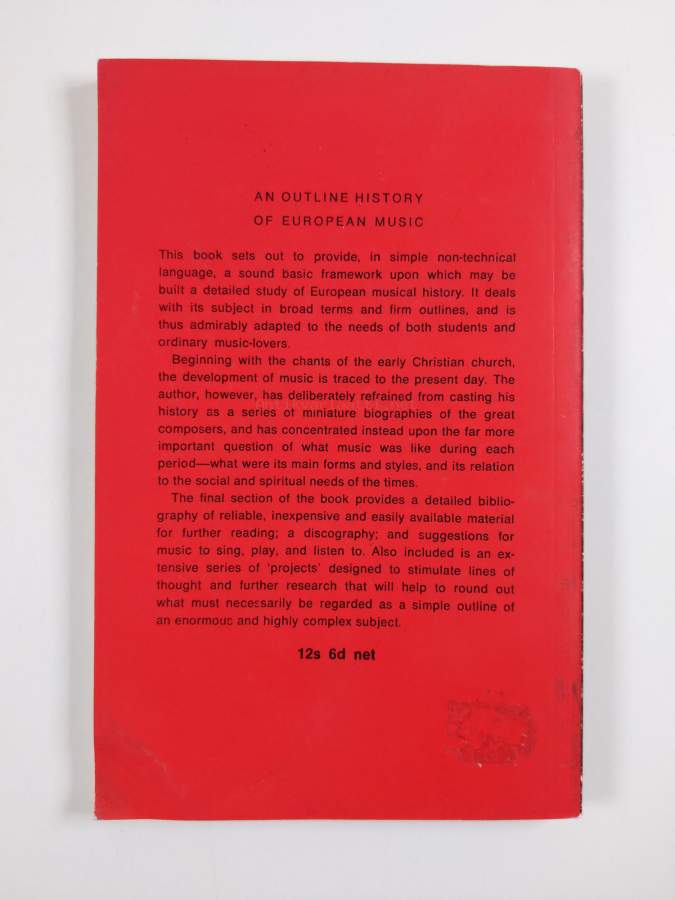 AN OUTLINE HISTORY
OF EUROPEAN MUSIC
This book sets out to provide, in simple non-technical
language, a sound basic framework upon which may be
built a detailed study of European musical history. It deals
with its subject in broad terms and firm outlines, and is
thus admirably adapted to the needs of both students and
ordinary music-lovers.
Beginning with the chants of the early Christian church,
the development of music is traced to the present day. The
author, however, has deliberately refrained from casting his
history as a series of miniature biographies of the great
composers, and has concentrated instead upon the far more
important question of what music was like during each
period—what were its main forms and styles, and its relation
to the social and spiritual needs of the times.
The final section of the book provides a detailed biblio-
graphy of reliable, inexpensive and easily available material
for further reading; a discography; and suggestions for
music to sing, play, and listen to. Also included is an ex-
tensive series of 'projects' designed to stimulate lines of
thought and further research that will help to round out
what must necessarily be regarded as a simple outline of
an enormous and highly complex subject.
12s 6d net